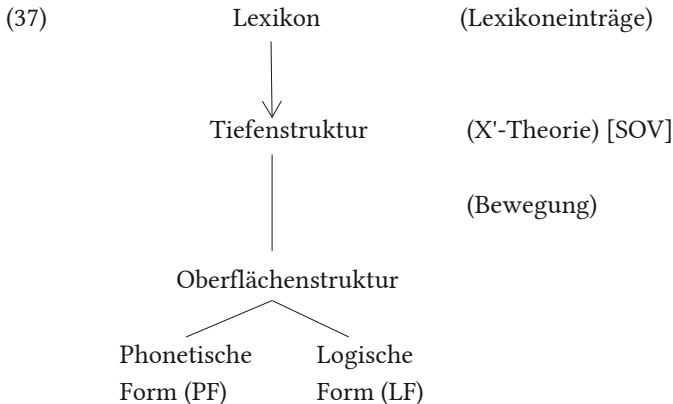 (37) Lexikon (Lexikoneinträge)
Tiefenstruktur (X'-Theorie) [SOV]
(Bewegung)
Oberflächenstruktur
Phonetische Logische
Form (PF) Form (LF)